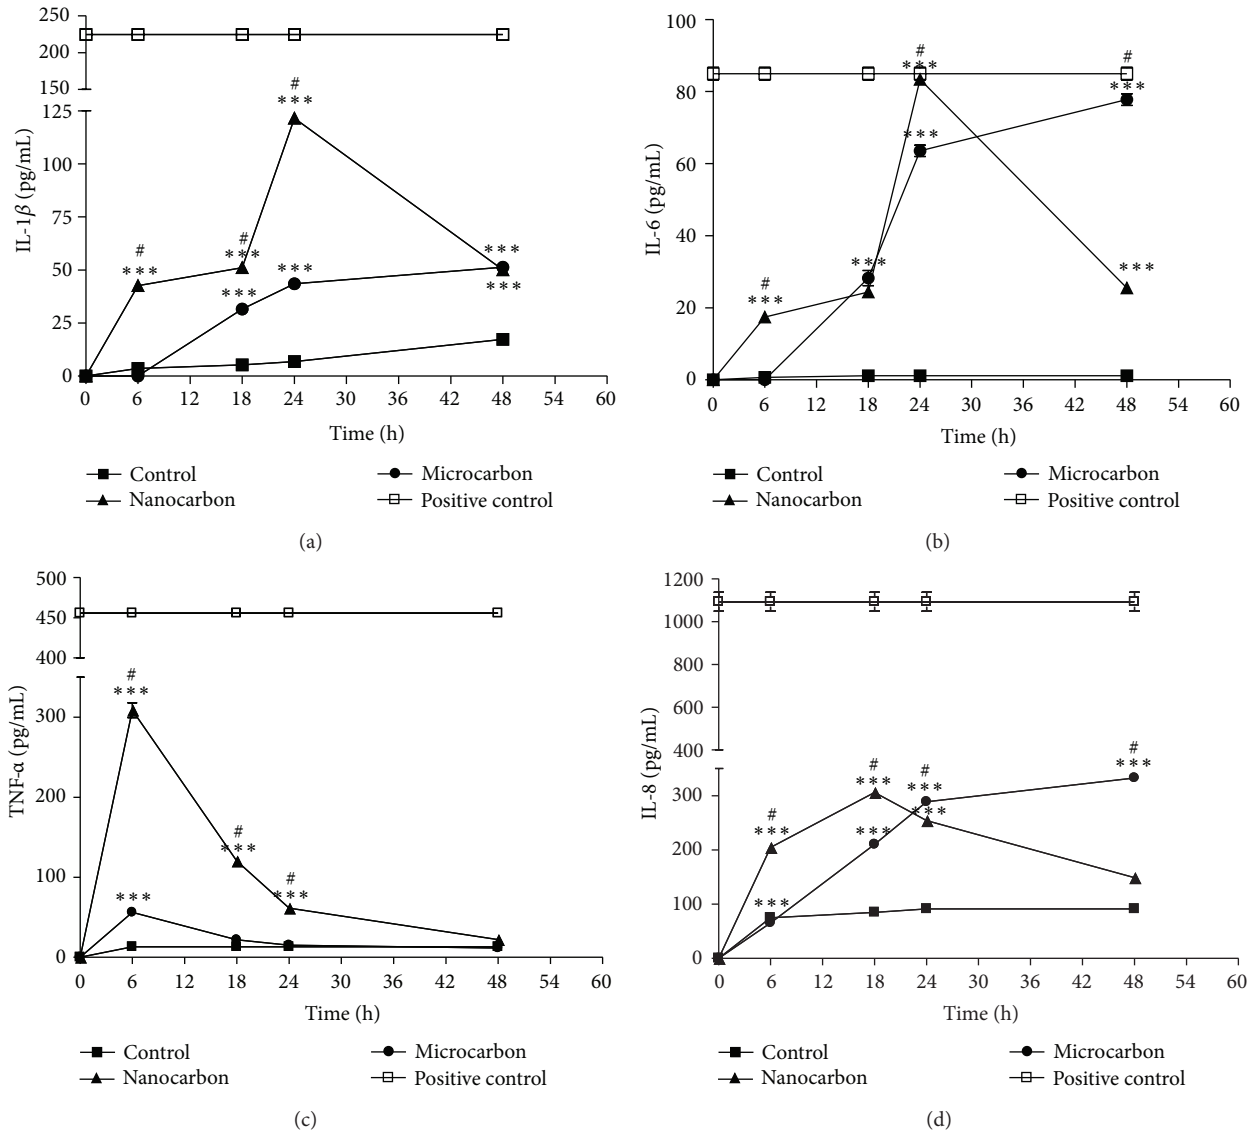 250
225
200
175
150
125
100
75
50
25
0
IL-1β (pg/mL)
#
***
#
***
#
***
***
***
***
***
0 6 12 18 24 30 36 42 48 54 60
Time (h)
Control
Microcarbon
Nanocarbon
Positive control
(a)
100
80
60
40
20
0
IL-6 (pg/mL)
#
***
***
#
***
***
#
***
***
0 6 12 18 24 30 36 42 48 54 60
Time (h)
Control
Microcarbon
Nanocarbon
Positive control
(b)
500
450
400
300
200
100
0
TNF-α (pg/mL)
#
***
***
#
***
#
***
0 6 12 18 24 30 36 42 48 54 60
Time (h)
Control
Microcarbon
Nanocarbon
Positive control
(c)
1200
1000
800
600
400
300
200
100
0
IL-8 (pg/mL)
#
***
***
#
***
***
#
***
***
#
***
0 6 12 18 24 30 36 42 48 54 60
Time (h)
Control
Microcarbon
Nanocarbon
Positive control
(d)